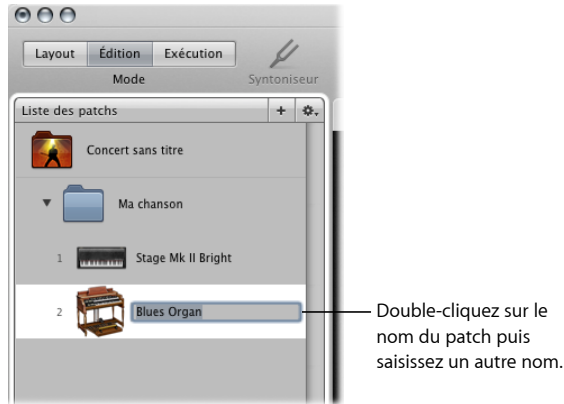 Layout Édition Exécution
Mode Syntoniseur
Liste des patchs +
Concert sans titre
Ma chanson
1 Stage Mk II Bright
2 Blues Organ
Double-cliquez sur le
nom du patch puis
saisissez un autre nom.